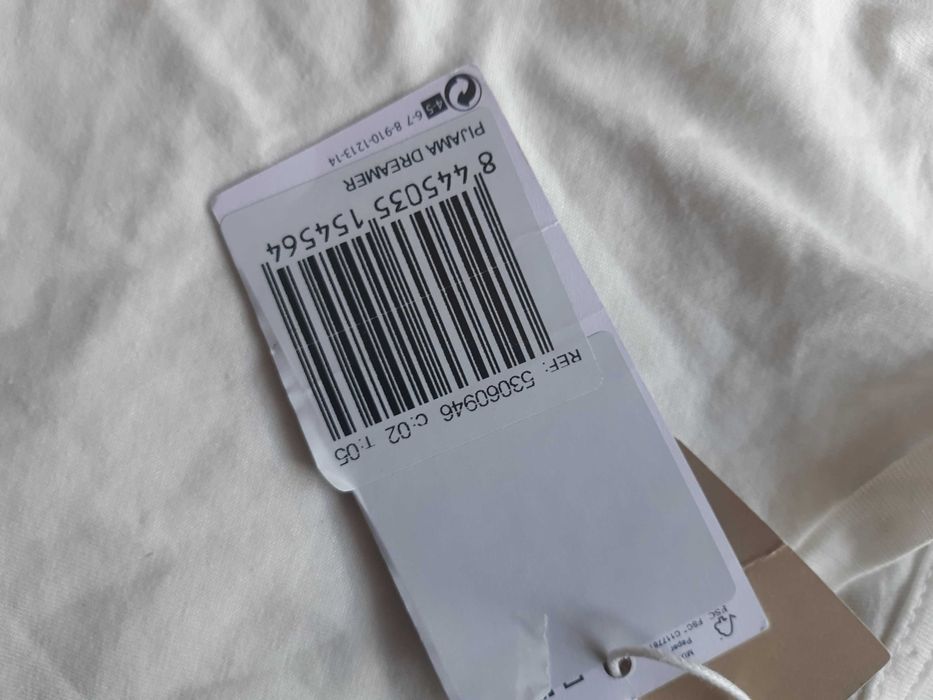 REF: 53060946 C:02 T:05
8 445035 154564
PIJAMA DREAMER
4-5 6-7 8-9 10-12 13-14
FSC